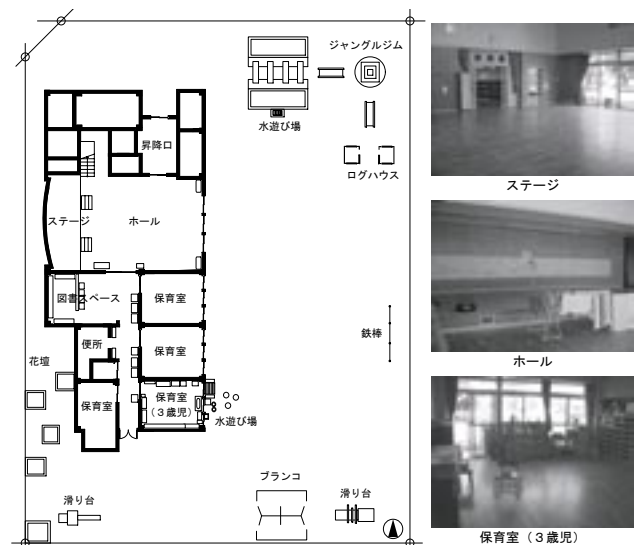 ジャングルジム
水遊び場
昇降口
ログハウス
ステージ
ホール
図書スペース
保育室
保育室
便所
鉄棒
花壇
保育室
保育室
（３歳児）
水遊び場
ブランコ
滑り台
滑り台
ステージ
ホール
保育室（３歳児）